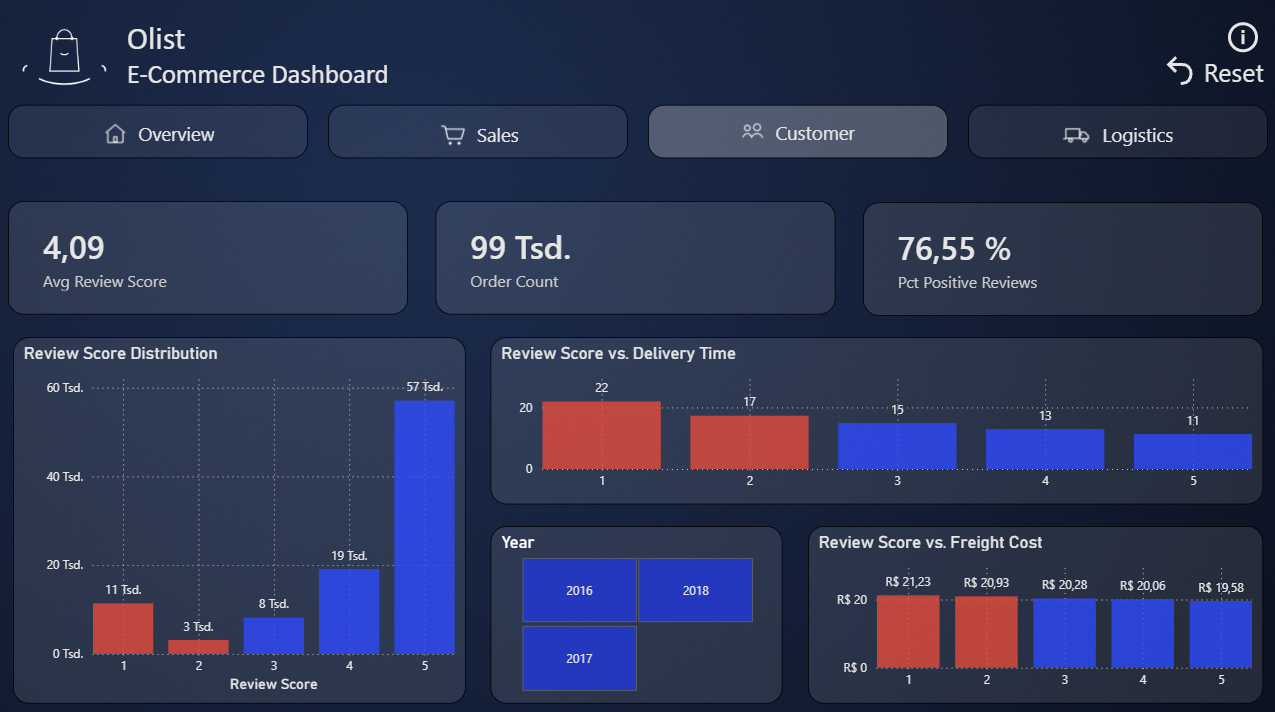 Olist
E-Commerce Dashboard
Reset
Overview
Sales
Customer
Logistics
4,09
Avg Review Score
99 Tsd.
Order Count
76,55 %
Pct Positive Reviews
Review Score Distribution
60 Tsd.
40 Tsd.
20 Tsd.
0 Tsd.
11 Tsd.
3 Tsd.
8 Tsd.
19 Tsd.
57 Tsd.
1 2 3 4 5
Review Score
Review Score vs. Delivery Time
20
0
22 17 15 13 11
1 2 3 4 5
Year
2016 2018
2017
Review Score vs. Freight Cost
R$ 20
R$ 0
R$ 21,23 R$ 20,93 R$ 20,28 R$ 20,06 R$ 19,58
1 2 3 4 5